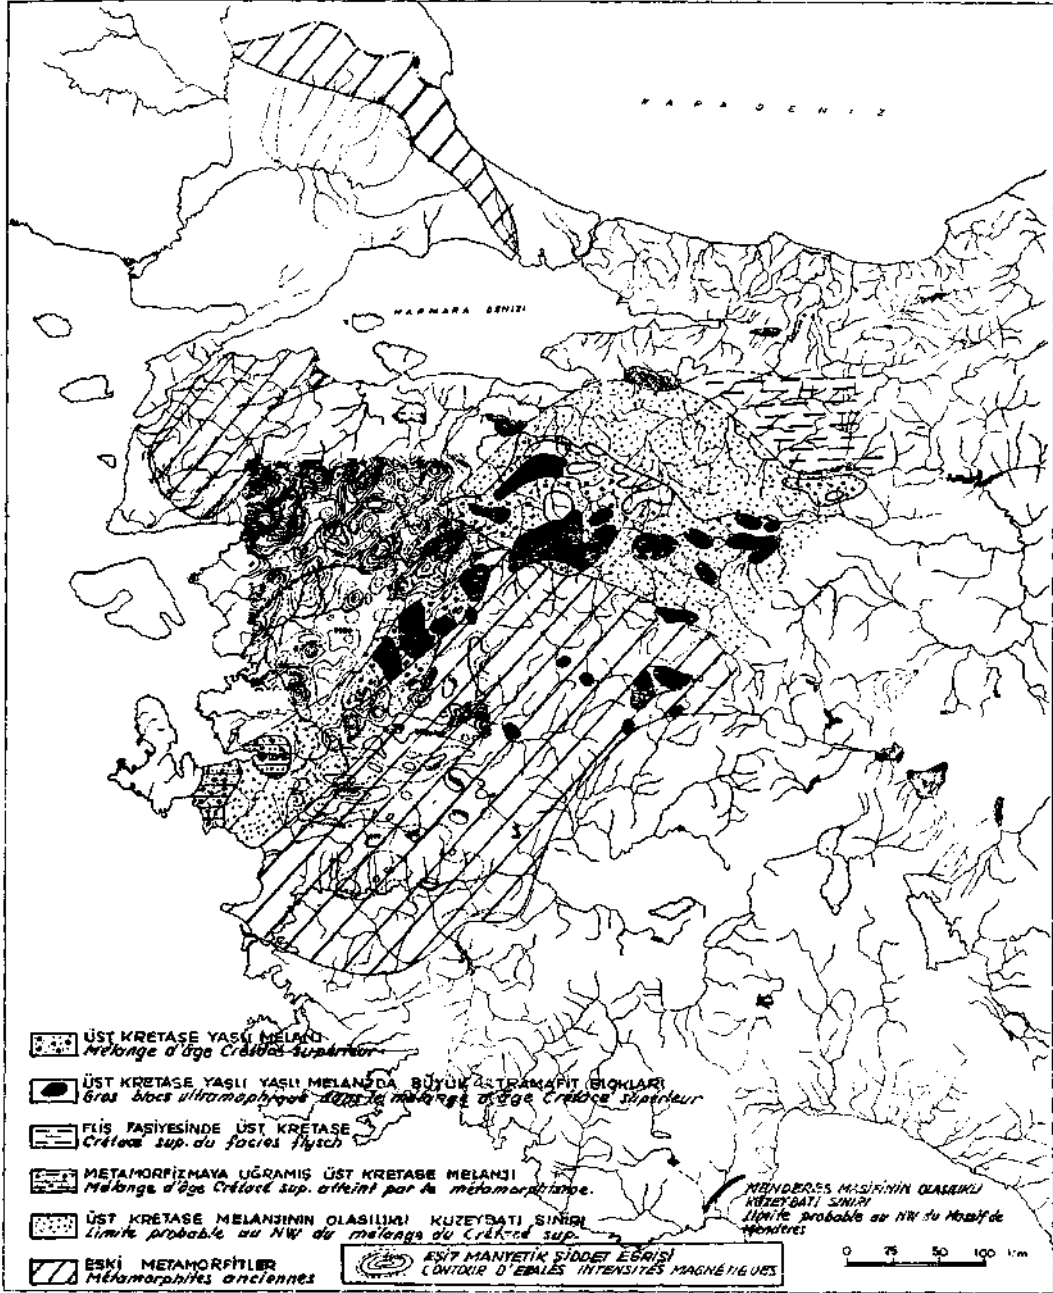 KARA DENIZ
MARMARA DENIZI
ÜST KRETASE YAŞLI MELANJ
Mélange d'âge Crétacé Supérieur
ÜST KRETASE YAŞLI YAŞLI MELANJDA BÜYÜK ULTRAMAFİT BLOKLARI
Gros blocs ultramaphique dans le mélange d'âge Crétacé supérieur
FLİŞ FASİYESİNDE ÜST KRETASE
Crétacé sup. du facies flysch
METAMORFİZMAYA UĞRAMIŞ ÜST KRETASE MELANJI
Mélange d'âge Crétacé sup. atteint par le métamorphisme.
ÜST KRETASE MELANJININ OLASILIKLI KUZEYBATI SINIRI
Limite probable au NW du mélange du Crétacé sup.
ESKİ METAMORFİTLER
Métamorphites anciennes
EŞİT MANYETİK ŞİDDET EĞRİSİ
CONTOUR D'EGALES INTENSITÉS MAGNÉTIQUES
MENDERES MASİFİNİN OLASILIKLI
KUZEYBATI SINIRI
Limite probable au NW du Massif de
Menderes
0 25 50 100 km